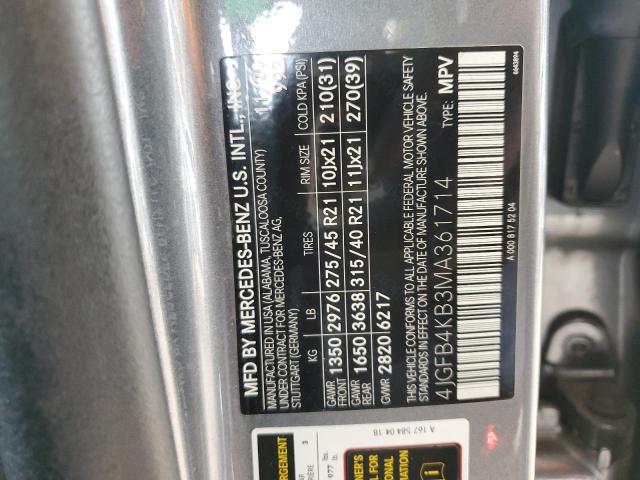 MFD BY MERCEDES-BENZ U.S. INTL., INC.
MANUFACTURED IN USA (ALABAMA, TUSCALOOSA COUNTY)
UNDER CONTRACT FOR MERCEDES-BENZ AG,
STUTTGART (GERMANY)
992
KG LB TIRES RIM SIZE COLD KPA (PSI)
GAWR FRONT 1350 2976 275/45 R21 10Jx21 210(31)
GAWR REAR 1650 3638 315/40 R21 11Jx21 270(39)
GVWR 2820 6217
THIS VEHICLE CONFORMS TO ALL APPLICABLE FEDERAL MOTOR VEHICLE SAFETY
STANDARDS IN EFFECT ON THE DATE OF MANUFACTURE SHOWN ABOVE.
4JGFB4KB3MA361714 TYPE: MPV
A 000 817 52 04
A 167 584 04 18